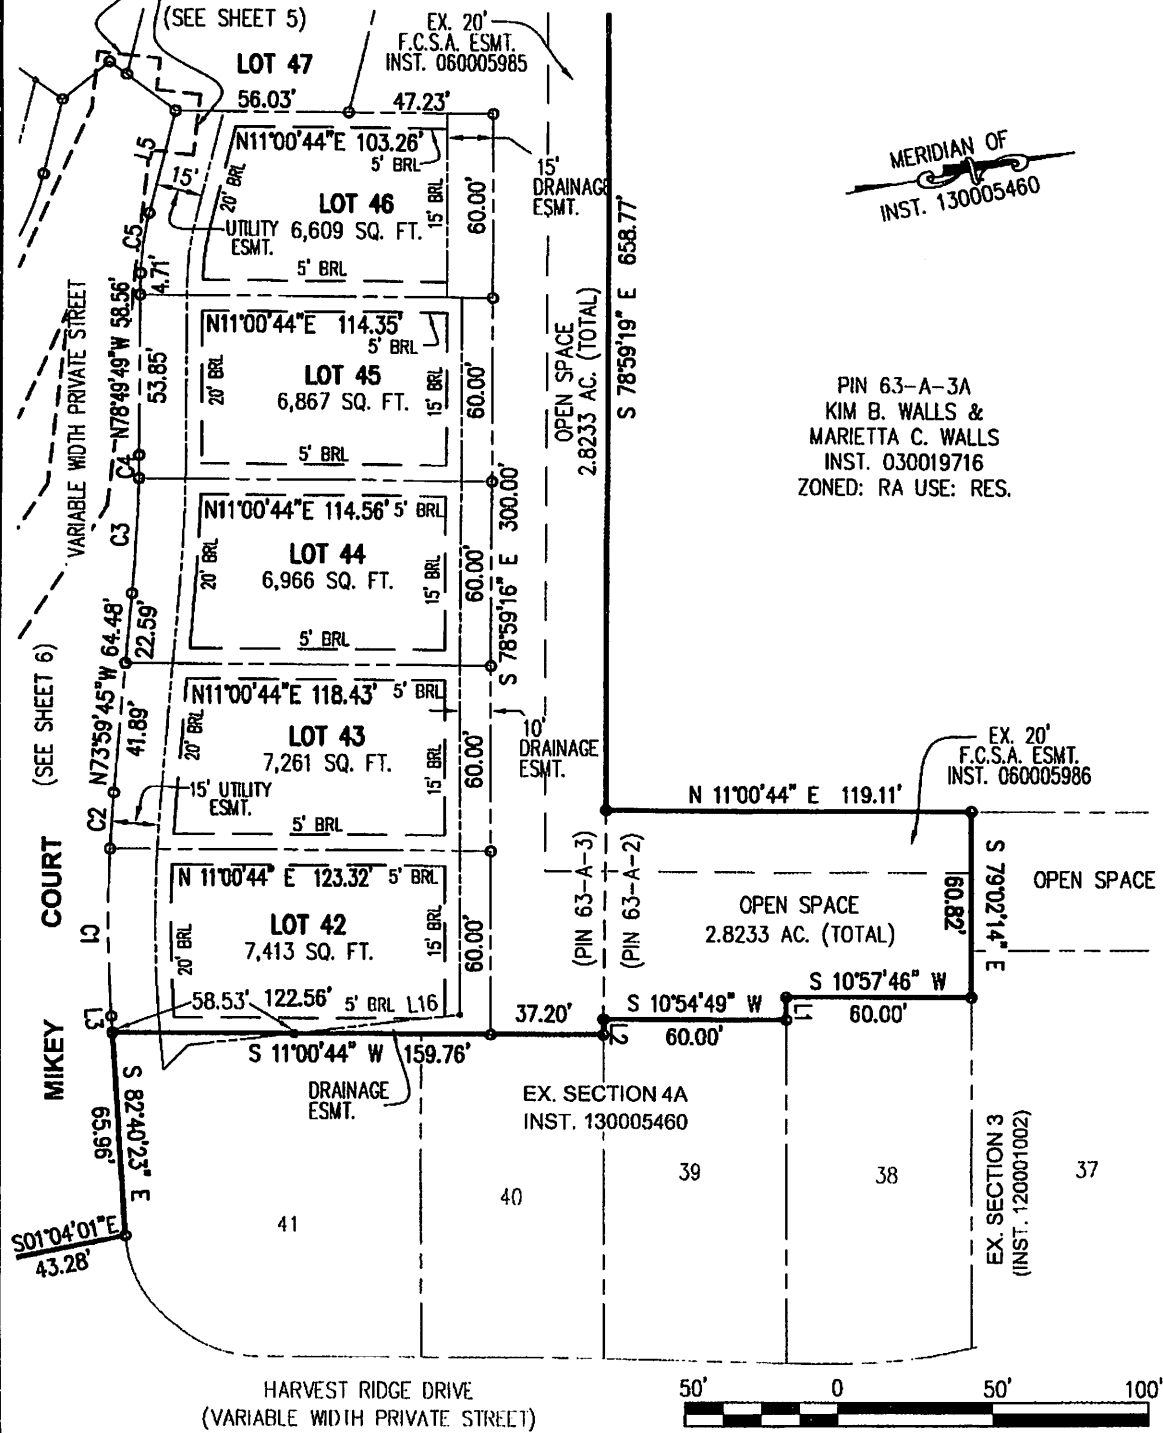 (SEE SHEET 5)
EX. 20'
F.C.S.A. ESMT.
INST. 060005985
LOT 47
56.03'
47.23'
N11°00'44"E 103.26'
5' BRL
L5
15'
20' BRL
UTILITY
ESMT.
LOT 46
6,609 SQ. FT.
15' BRL
60.00'
5' BRL
15'
DRAINAGE
ESMT.
MERIDIAN OF
INST. 130005460
C5
4.71'
N78°49'49"W 58.56'
53.85'
VARIABLE WIDTH PRIVATE STREET
N11°00'44"E 114.35'
5' BRL
LOT 45
6,867 SQ. FT.
20' BRL
15' BRL
60.00'
5' BRL
OPEN SPACE
2.8233 AC. (TOTAL)
S 78°59'19" E 658.77'
PIN 63-A-3A
KIM B. WALLS &
MARIETTA C. WALLS
INST. 030019716
ZONED: RA USE: RES.
C4
C3
N11°00'44"E 114.56' 5' BRL
LOT 44
6,966 SQ. FT.
20' BRL
15' BRL
60.00'
5' BRL
S 78°59'16" E 300.00'
N73°59'45"W 64.48'
22.59'
41.89'
(SEE SHEET 6)
N11°00'44"E 118.43' 5' BRL
LOT 43
7,261 SQ. FT.
20' BRL
15' BRL
60.00'
5' BRL
15' UTILITY
ESMT.
10'
DRAINAGE
ESMT.
EX. 20'
F.C.S.A. ESMT.
INST. 060005986
N 11°00'44" E 119.11'
C2
C1
L3
MIKEY COURT
N 11°00'44" E 123.32' 5' BRL
LOT 42
7,413 SQ. FT.
20' BRL
15' BRL
60.00'
58.53'
122.56'
5' BRL
L16
37.20'
(PIN 63-A-3)
(PIN 63-A-2)
OPEN SPACE
2.8233 AC. (TOTAL)
S 79°02'14" E
60.82'
OPEN SPACE
S 10°57'46" W
60.00'
L1
S 10°54'49" W
60.00'
L2
S 11°00'44" W 159.76'
DRAINAGE
ESMT.
EX. SECTION 4A
INST. 130005460
S 82°40'23" E
65.96'
S01°04'01"E
43.28'
41
40
39
38
37
EX. SECTION 3
(INST. 120001002)
HARVEST RIDGE DRIVE
(VARIABLE WIDTH PRIVATE STREET)
50' 0 50' 100'